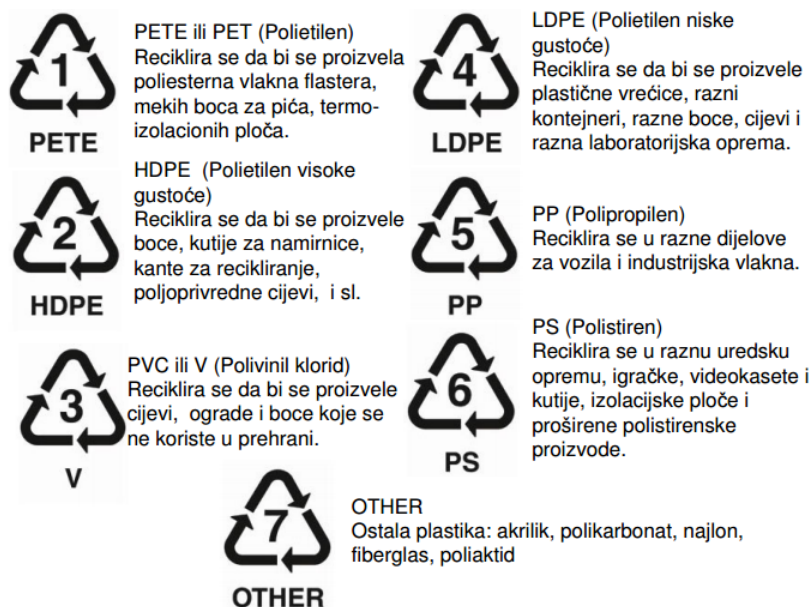 1
PETE
PETE ili PET (Polietilen)
Reciklira se da bi se proizvela
poliesterna vlakna flastera,
mekih boca za pića, termo-
izolacionih ploča.
2
HDPE
HDPE (Polietilen visoke
gustoće)
Reciklira se da bi se proizvele
boce, kutije za namirnice,
kante za recikliranje,
poljoprivredne cijevi, i sl.
3
V
PVC ili V (Polivinil klorid)
Reciklira se da bi se proizvele
cijevi, ograde i boce koje se
ne koriste u prehrani.
4
LDPE
LDPE (Polietilen niske
gustoće)
Reciklira se da bi se proizvele
plastične vrećice, razni
kontejneri, razne boce, cijevi i
razna laboratorijska oprema.
5
PP
PP (Polipropilen)
Reciklira se u razne dijelove
za vozila i industrijska vlakna.
6
PS
PS (Polistiren)
Reciklira se u raznu uredsku
opremu, igračke, videokasete i
kutije, izolacijske ploče i
proširene polistirenske
proizvode.
7
OTHER
OTHER
Ostala plastika: akrilik, polikarbonat, najlon,
fiberglas, poliaktid